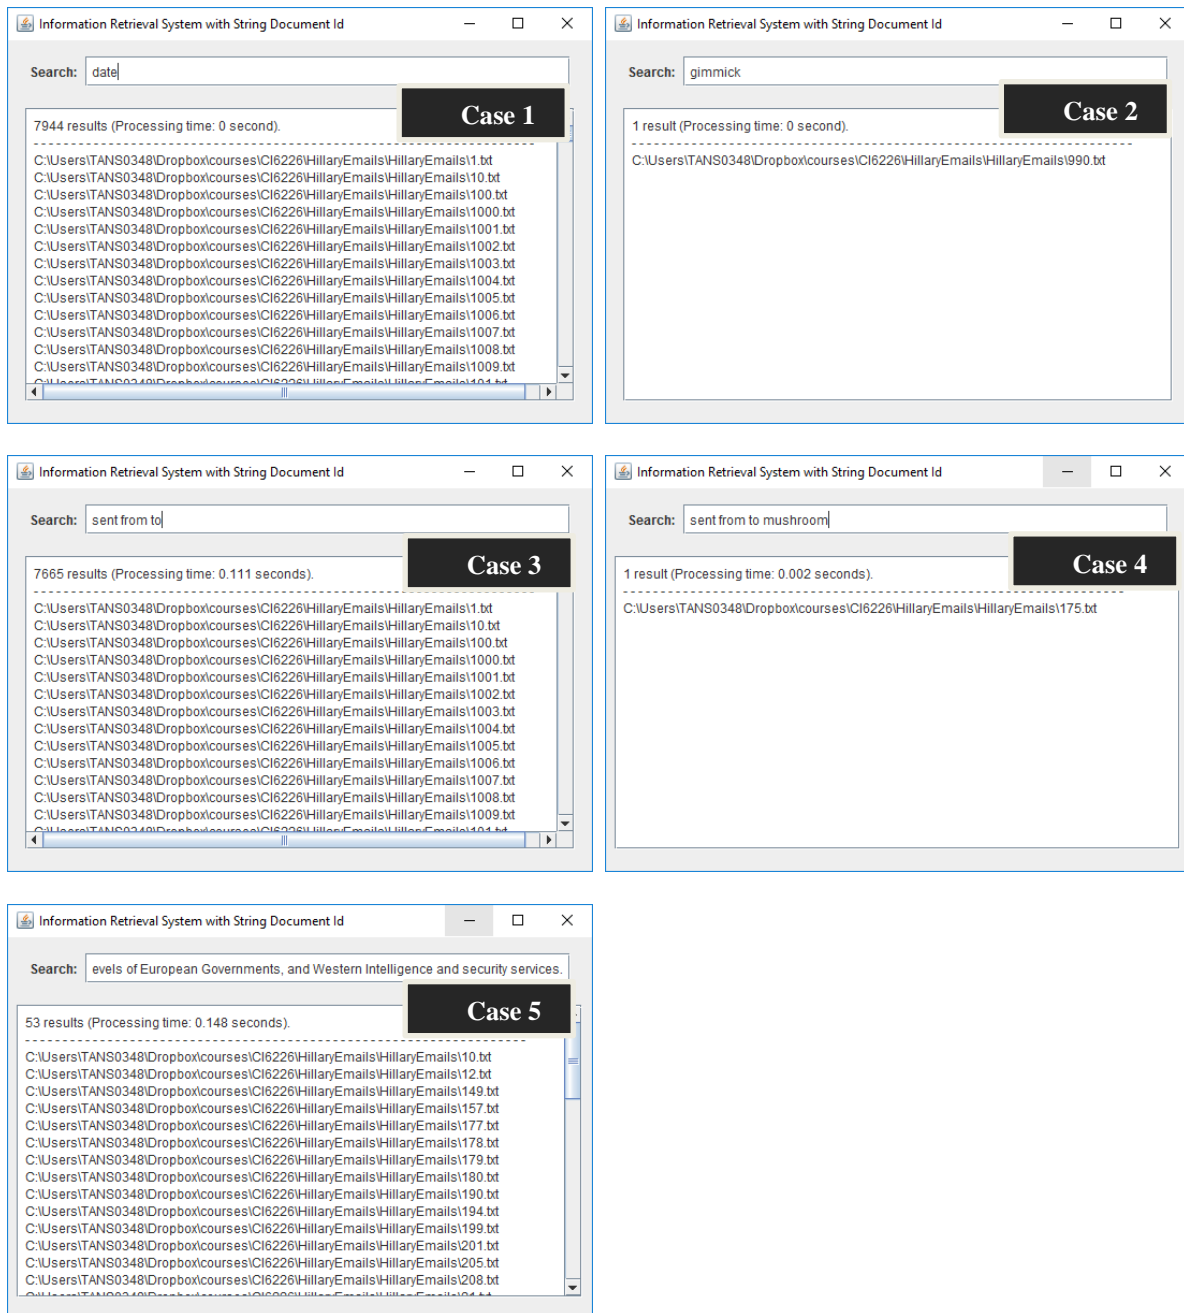 Information Retrieval System with String Document Id
Search: date
Case 1
7944 results (Processing time: 0 second).
C:\Users\TANS0348\Dropbox\courses\CI6226\HillaryEmails\HillaryEmails\1.txt
C:\Users\TANS0348\Dropbox\courses\CI6226\HillaryEmails\HillaryEmails\10.txt
C:\Users\TANS0348\Dropbox\courses\CI6226\HillaryEmails\HillaryEmails\100.txt
C:\Users\TANS0348\Dropbox\courses\CI6226\HillaryEmails\HillaryEmails\1000.txt
C:\Users\TANS0348\Dropbox\courses\CI6226\HillaryEmails\HillaryEmails\1001.txt
C:\Users\TANS0348\Dropbox\courses\CI6226\HillaryEmails\HillaryEmails\1002.txt
C:\Users\TANS0348\Dropbox\courses\CI6226\HillaryEmails\HillaryEmails\1003.txt
C:\Users\TANS0348\Dropbox\courses\CI6226\HillaryEmails\HillaryEmails\1004.txt
C:\Users\TANS0348\Dropbox\courses\CI6226\HillaryEmails\HillaryEmails\1005.txt
C:\Users\TANS0348\Dropbox\courses\CI6226\HillaryEmails\HillaryEmails\1006.txt
C:\Users\TANS0348\Dropbox\courses\CI6226\HillaryEmails\HillaryEmails\1007.txt
C:\Users\TANS0348\Dropbox\courses\CI6226\HillaryEmails\HillaryEmails\1008.txt
C:\Users\TANS0348\Dropbox\courses\CI6226\HillaryEmails\HillaryEmails\1009.txt
Information Retrieval System with String Document Id
Search: gimmick
Case 2
1 result (Processing time: 0 second).
C:\Users\TANS0348\Dropbox\courses\CI6226\HillaryEmails\HillaryEmails\990.txt
Information Retrieval System with String Document Id
Search: sent from to
Case 3
7665 results (Processing time: 0.111 seconds).
C:\Users\TANS0348\Dropbox\courses\CI6226\HillaryEmails\HillaryEmails\1.txt
C:\Users\TANS0348\Dropbox\courses\CI6226\HillaryEmails\HillaryEmails\10.txt
C:\Users\TANS0348\Dropbox\courses\CI6226\HillaryEmails\HillaryEmails\100.txt
C:\Users\TANS0348\Dropbox\courses\CI6226\HillaryEmails\HillaryEmails\1000.txt
C:\Users\TANS0348\Dropbox\courses\CI6226\HillaryEmails\HillaryEmails\1001.txt
C:\Users\TANS0348\Dropbox\courses\CI6226\HillaryEmails\HillaryEmails\1002.txt
C:\Users\TANS0348\Dropbox\courses\CI6226\HillaryEmails\HillaryEmails\1003.txt
C:\Users\TANS0348\Dropbox\courses\CI6226\HillaryEmails\HillaryEmails\1004.txt
C:\Users\TANS0348\Dropbox\courses\CI6226\HillaryEmails\HillaryEmails\1005.txt
C:\Users\TANS0348\Dropbox\courses\CI6226\HillaryEmails\HillaryEmails\1006.txt
C:\Users\TANS0348\Dropbox\courses\CI6226\HillaryEmails\HillaryEmails\1007.txt
C:\Users\TANS0348\Dropbox\courses\CI6226\HillaryEmails\HillaryEmails\1008.txt
C:\Users\TANS0348\Dropbox\courses\CI6226\HillaryEmails\HillaryEmails\1009.txt
Information Retrieval System with String Document Id
Search: sent from to mushroom
Case 4
1 result (Processing time: 0.002 seconds).
C:\Users\TANS0348\Dropbox\courses\CI6226\HillaryEmails\HillaryEmails\175.txt
Information Retrieval System with String Document Id
Search: evels of European Governments, and Western Intelligence and security services.
Case 5
53 results (Processing time: 0.148 seconds).
C:\Users\TANS0348\Dropbox\courses\CI6226\HillaryEmails\HillaryEmails\10.txt
C:\Users\TANS0348\Dropbox\courses\CI6226\HillaryEmails\HillaryEmails\12.txt
C:\Users\TANS0348\Dropbox\courses\CI6226\HillaryEmails\HillaryEmails\149.txt
C:\Users\TANS0348\Dropbox\courses\CI6226\HillaryEmails\HillaryEmails\157.txt
C:\Users\TANS0348\Dropbox\courses\CI6226\HillaryEmails\HillaryEmails\177.txt
C:\Users\TANS0348\Dropbox\courses\CI6226\HillaryEmails\HillaryEmails\178.txt
C:\Users\TANS0348\Dropbox\courses\CI6226\HillaryEmails\HillaryEmails\179.txt
C:\Users\TANS0348\Dropbox\courses\CI6226\HillaryEmails\HillaryEmails\180.txt
C:\Users\TANS0348\Dropbox\courses\CI6226\HillaryEmails\HillaryEmails\190.txt
C:\Users\TANS0348\Dropbox\courses\CI6226\HillaryEmails\HillaryEmails\194.txt
C:\Users\TANS0348\Dropbox\courses\CI6226\HillaryEmails\HillaryEmails\199.txt
C:\Users\TANS0348\Dropbox\courses\CI6226\HillaryEmails\HillaryEmails\201.txt
C:\Users\TANS0348\Dropbox\courses\CI6226\HillaryEmails\HillaryEmails\205.txt
C:\Users\TANS0348\Dropbox\courses\CI6226\HillaryEmails\HillaryEmails\208.txt